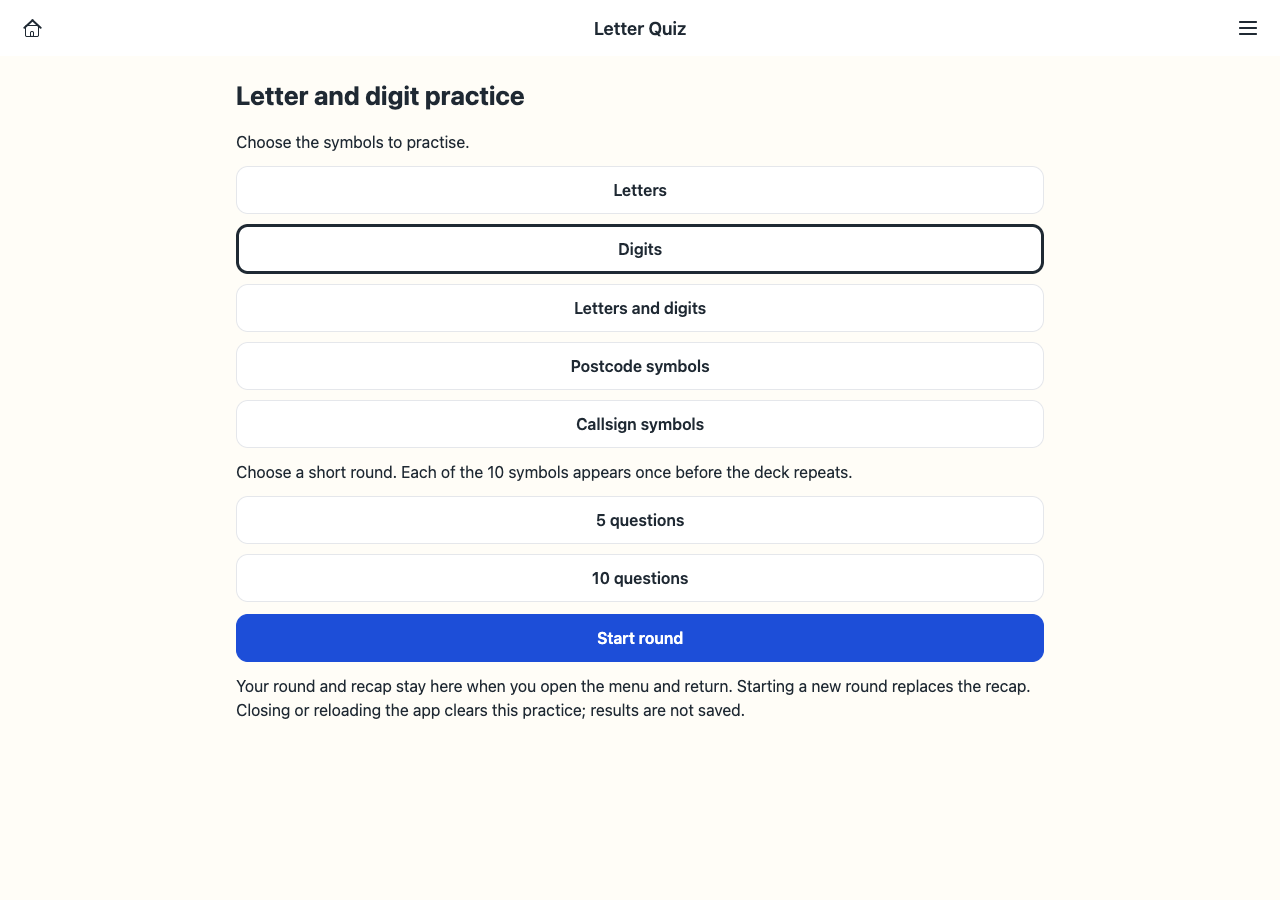 Letter Quiz
Letter and digit practice
Choose the symbols to practise.
Letters
Digits
Letters and digits
Postcode symbols
Callsign symbols
Choose a short round. Each of the 10 symbols appears once before the deck repeats.
5 questions
10 questions
Start round
Your round and recap stay here when you open the menu and return. Starting a new round replaces the recap.
Closing or reloading the app clears this practice; results are not saved.